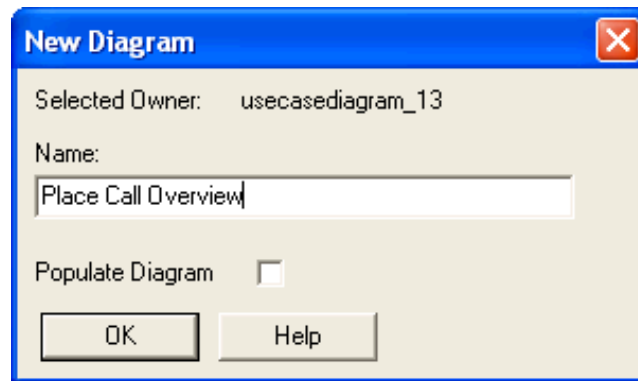 New Diagram
Selected Owner: usecasediagram_13
Name:
Place Call Overview
Populate Diagram
OK Help